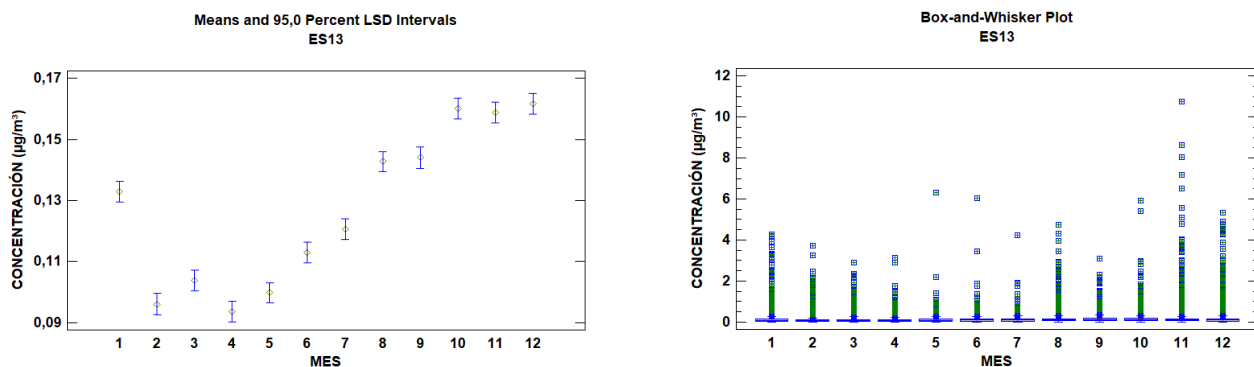 Means and 95,0 Percent LSD Intervals
ES13
CONCENTRACIÓN (µg/m³)
0,17
0,15
0,13
0,11
0,09
1 2 3 4 5 6 7 8 9 10 11 12
MES
Box-and-Whisker Plot
ES13
CONCENTRACIÓN (µg/m³)
12
10
8
6
4
2
0
1 2 3 4 5 6 7 8 9 10 11 12
MES